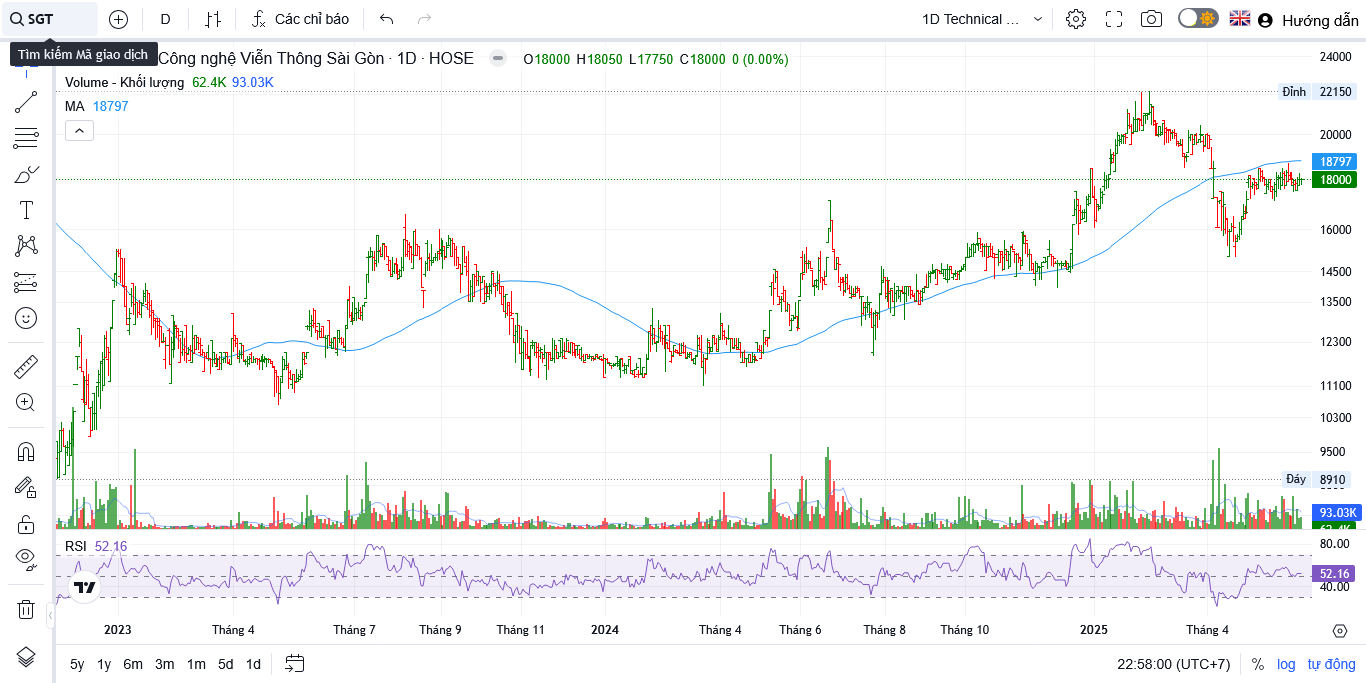 SGT
D
Các chỉ báo
1D Technical ...
Hướng dẫn
Tìm kiếm Mã giao dịch
Công nghệ Viễn Thông Sài Gòn · 1D · HOSE
O18000 H18050 L17750 C18000 0 (0.00%)
Volume - Khối lượng 62.4K 93.03K
MA 18797
24000
Đỉnh 22150
20000
18797
18000
16000
14500
13500
12300
11100
10300
9500
Đáy 8910
93.03K
62.4K
RSI 52.16
80.00
52.16
40.00
2023 Tháng 4 Tháng 7 Tháng 9 Tháng 11 2024 Tháng 4 Tháng 6 Tháng 8 Tháng 10 2025 Tháng 4
5y 1y 6m 3m 1m 5d 1d
22:58:00 (UTC+7) % log tự động